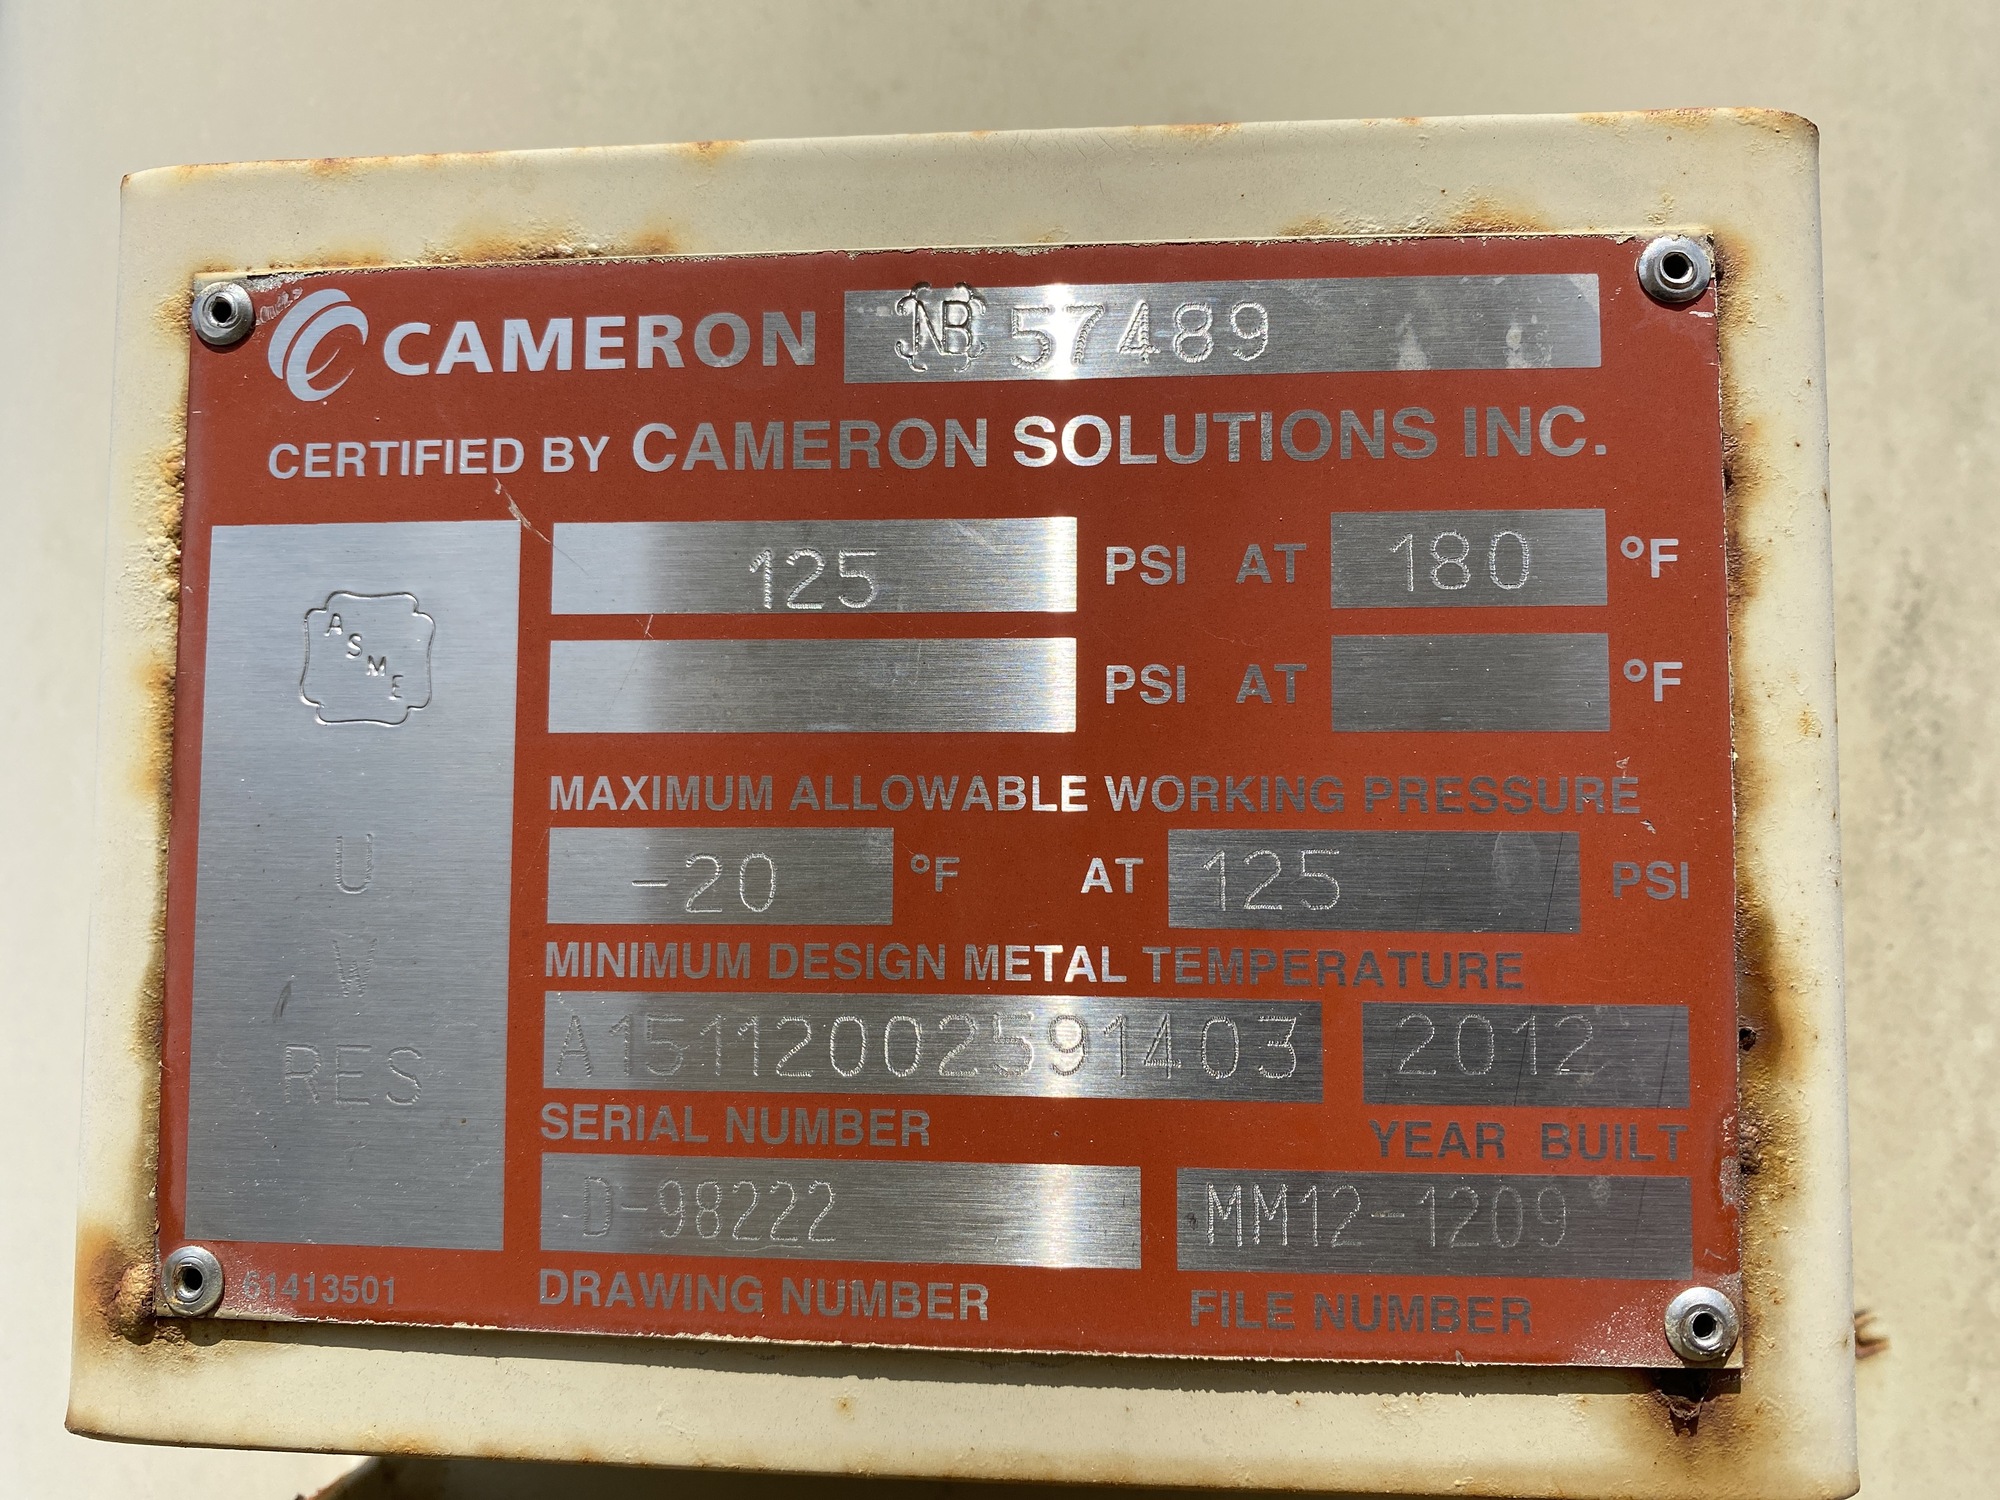 CAMERON NB 57489
CERTIFIED BY CAMERON SOLUTIONS INC.
ASME
U
W
RES
125 PSI AT 180 °F
PSI AT °F
MAXIMUM ALLOWABLE WORKING PRESSURE
-20 °F AT 125 PSI
MINIMUM DESIGN METAL TEMPERATURE
A15112002591403 2012
SERIAL NUMBER YEAR BUILT
D-98222 MM12-1209
DRAWING NUMBER FILE NUMBER
61413501